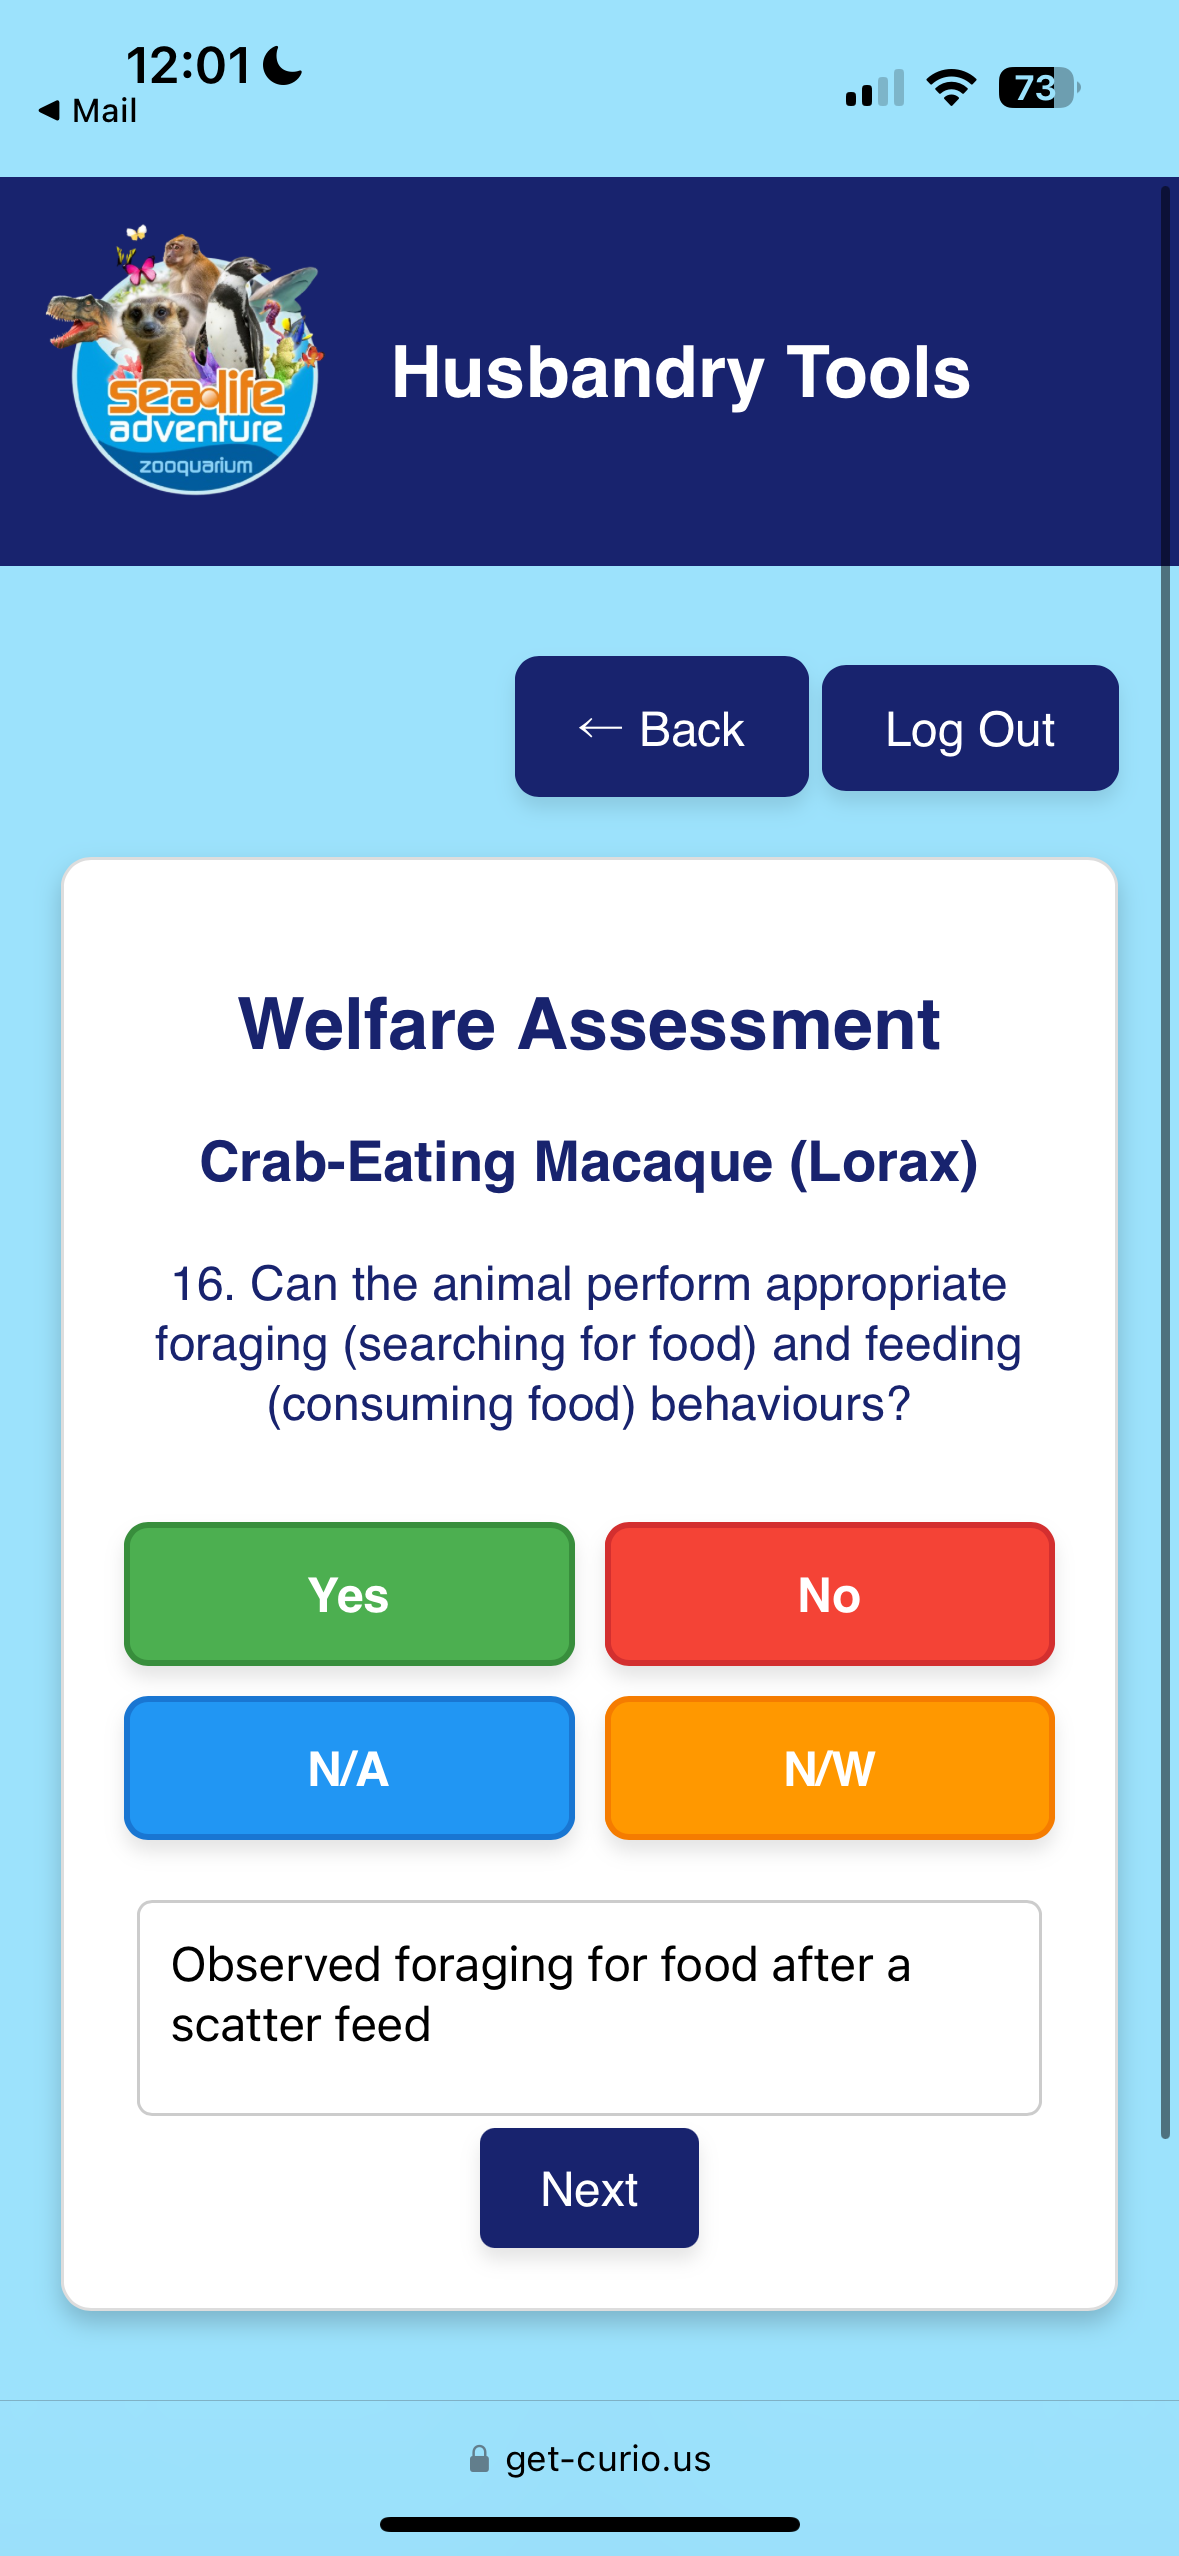 12:01
◀ Mail
73
sea life
adventure
zooquarium
Husbandry Tools
← Back
Log Out
Welfare Assessment
Crab-Eating Macaque (Lorax)
16. Can the animal perform appropriate
foraging (searching for food) and feeding
(consuming food) behaviours?
Yes
No
N/A
N/W
Observed foraging for food after a
scatter feed
Next
get-curio.us